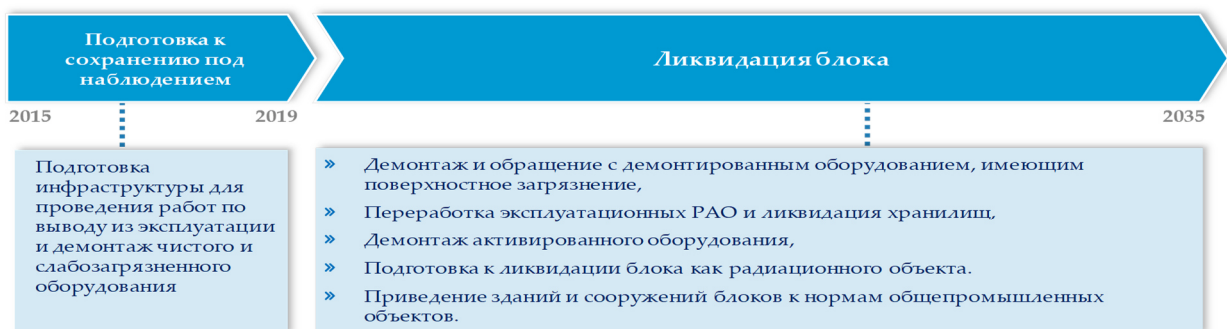 Подготовка к
сохранению под
наблюдением
Ликвидация блока
2015
2019
2035
Подготовка
инфраструктуры для
проведения работ по
выводу из эксплуатации
и демонтаж чистого и
слабозагрязненного
оборудования
» Демонтаж и обращение с демонтированным оборудованием, имеющим
поверхностное загрязнение,
» Переработка эксплуатационных РАО и ликвидация хранилищ,
» Демонтаж активированного оборудования,
» Подготовка к ликвидации блока как радиационного объекта.
» Приведение зданий и сооружений блоков к нормам общепромышленных
объектов.